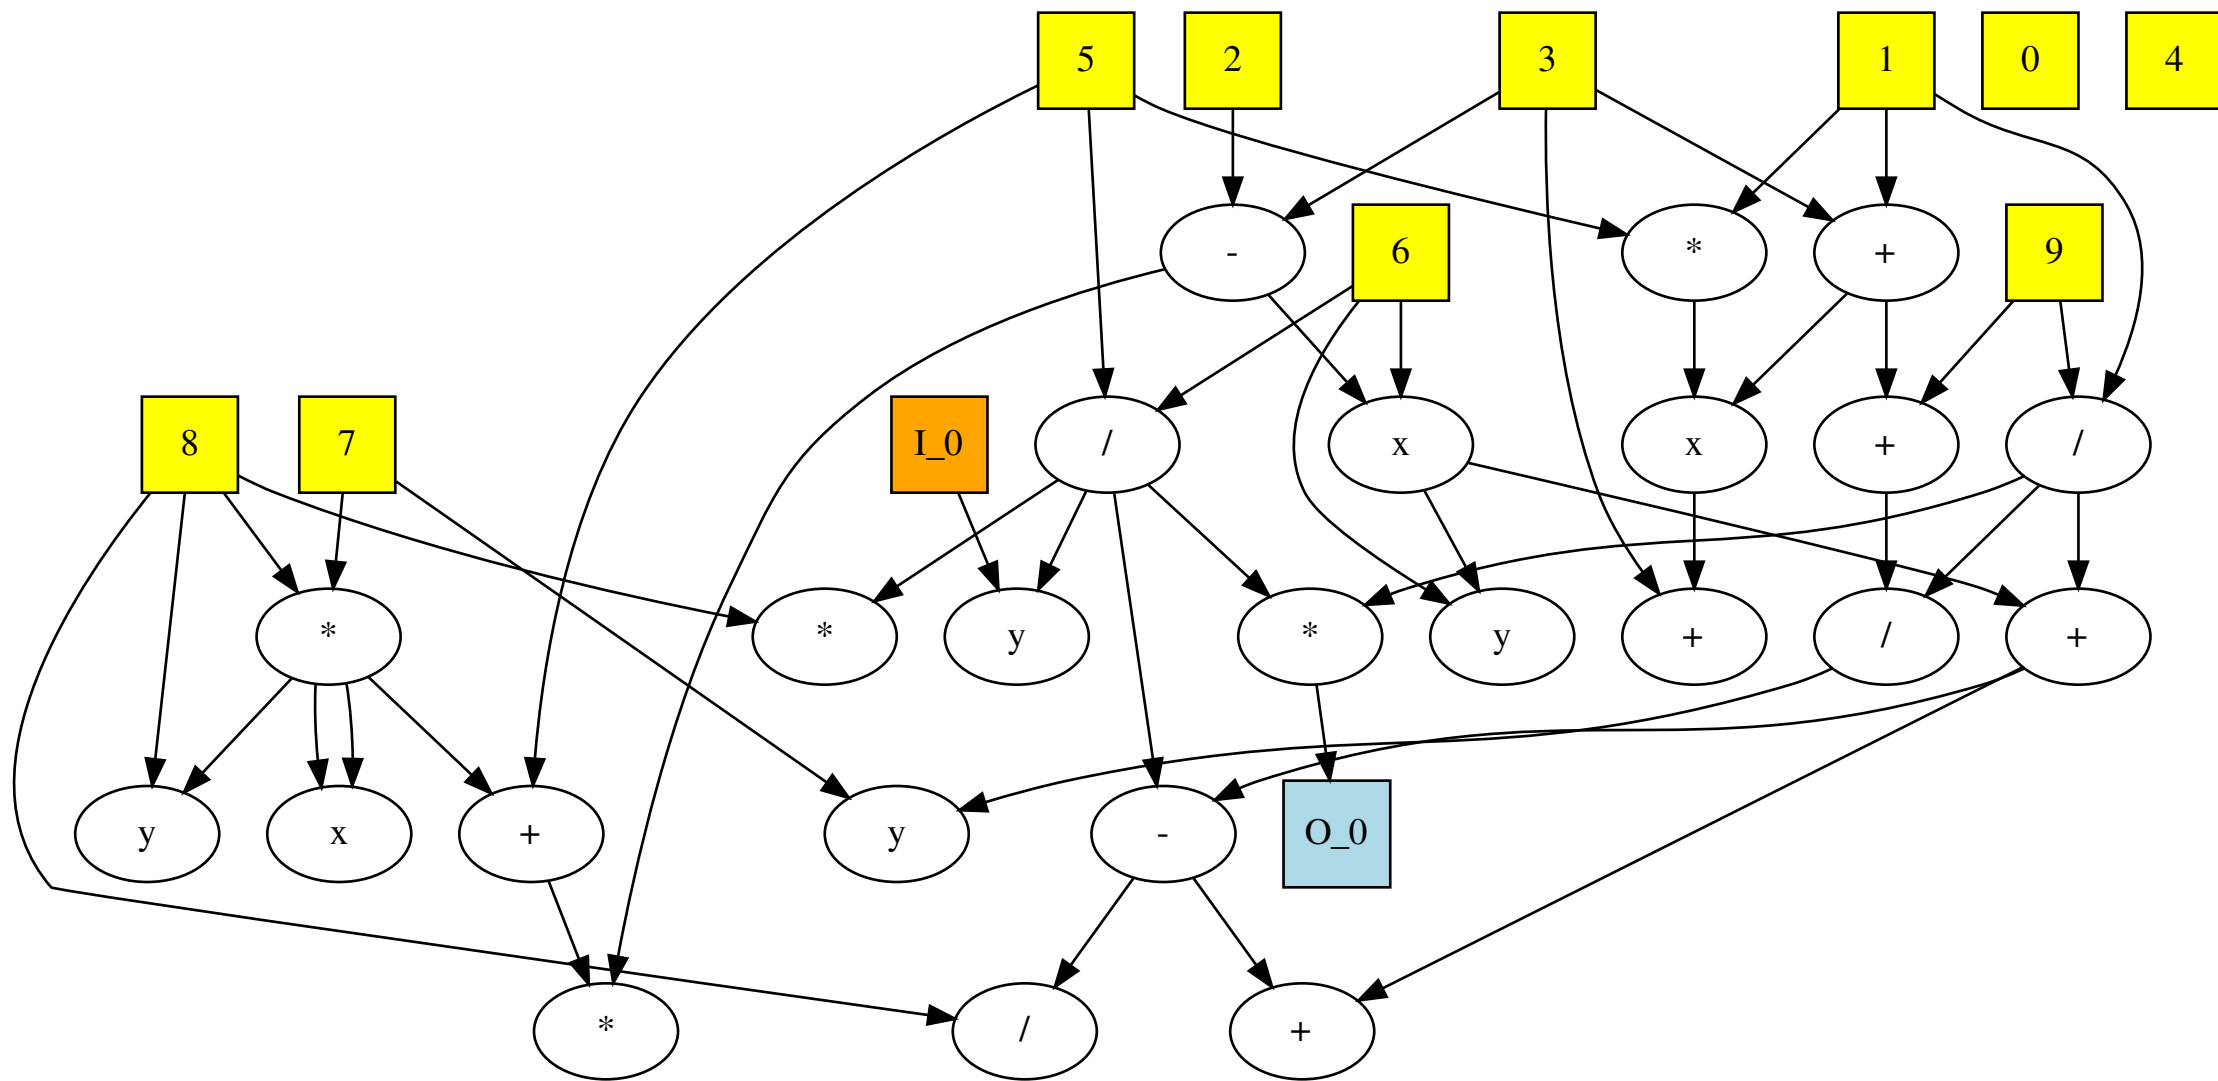 5 2 3 1 0 4
- 6 * + 9
8 7 I_0 / x x + /
* * y * y + / +
y x + y - O_0
* / +